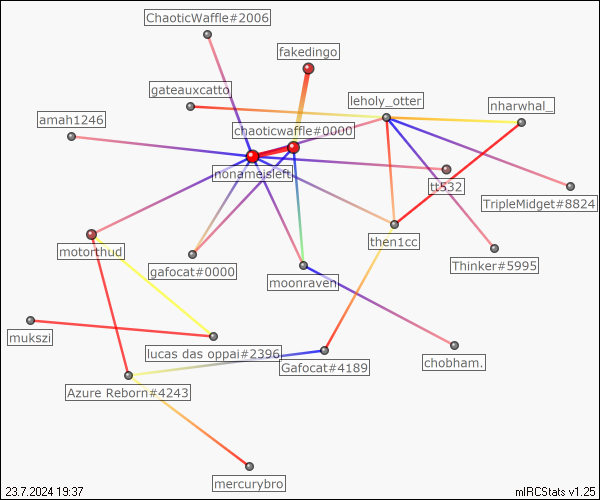 ChaoticWaffle#2006
fakedingo
gateauxcatto
leholy_otter
nharwhal_
amah1246
chaoticwaffle#0000
nonameisleft
tt532
TripleMidget#8824
motorthud
gafocat#0000
then1cc
Thinker#5995
moonraven
mukszi
lucas das oppai#2396
Gafocat#4189
chobham.
Azure Reborn#4243
mercurybro
23.7.2024 19:37
mIRCStats v1.25